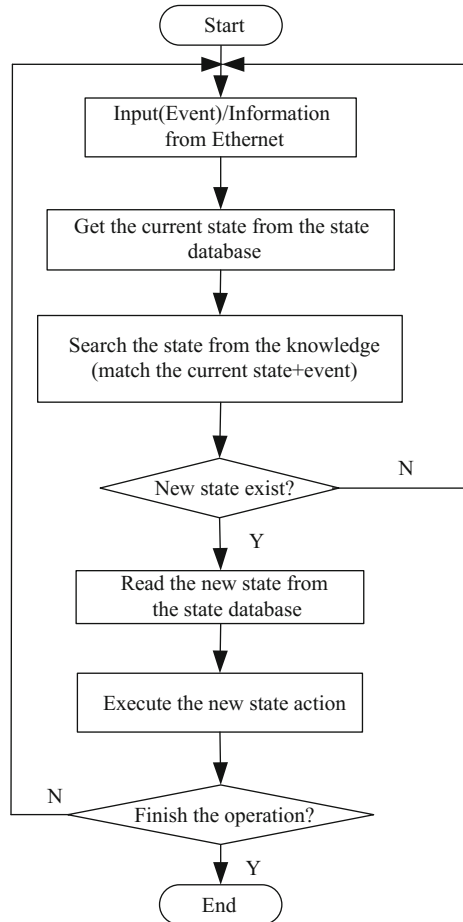 Start
Input(Event)/Information
from Ethernet
Get the current state from the state
database
Search the state from the knowledge
(match the current state+event)
New state exist?
N
Y
Read the new state from
the state database
Execute the new state action
N
Finish the operation?
Y
End